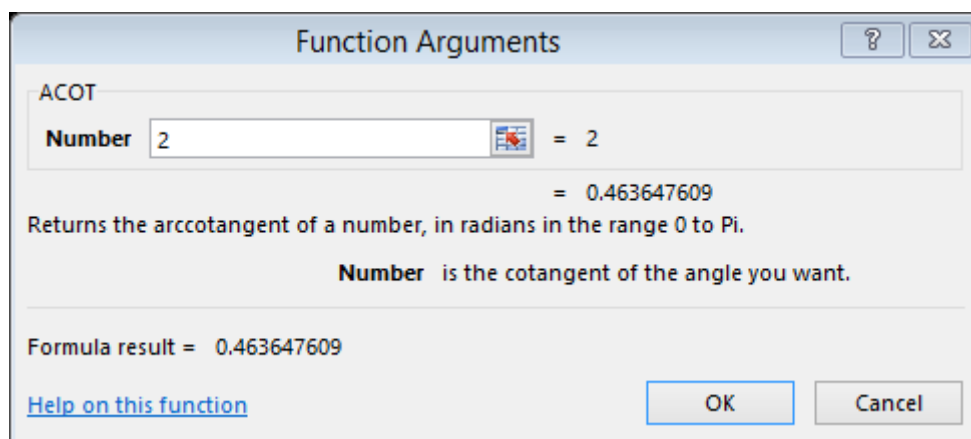 Function Arguments
ACOT
Number 2 = 2
= 0.463647609
Returns the arccotangent of a number, in radians in the range 0 to Pi.
Number is the cotangent of the angle you want.
Formula result = 0.463647609
Help on this function OK Cancel